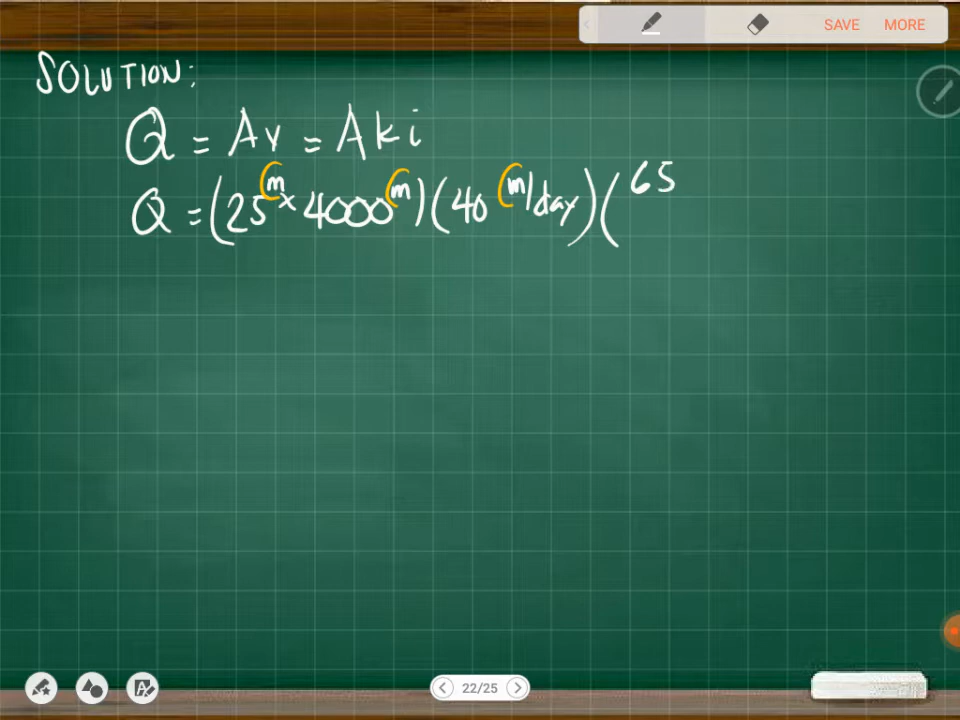 SAVE MORE
SOLUTION:
Q = Av = Aki
Q = (25m × 4000m)(40 m/day)(65
22/25